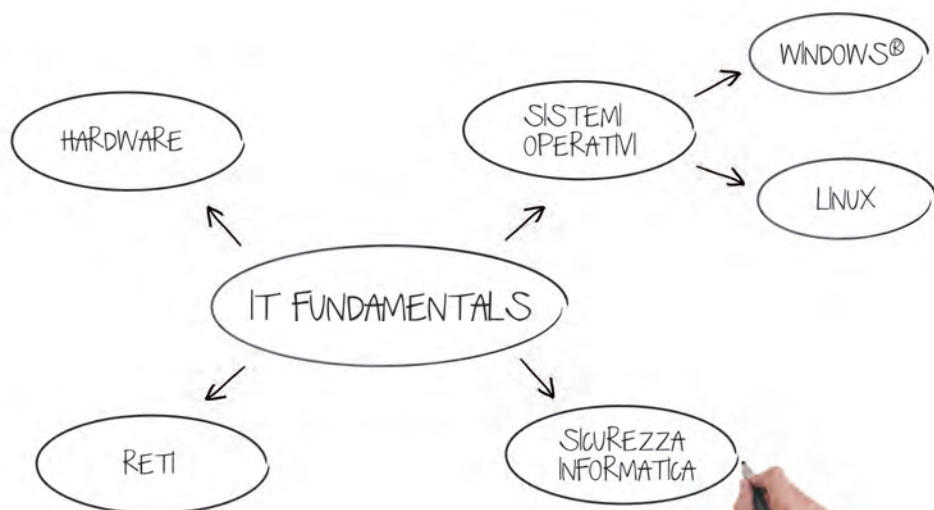 WINDOWS®
HARDWARE
SISTEMI
OPERATIVI
LINUX
IT FUNDAMENTALS
RETI
SICUREZZA
INFORMATICA